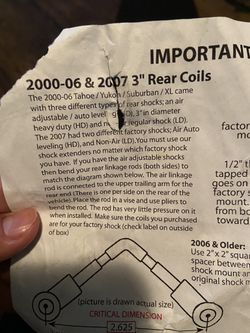 IMPORTANT
2000-06 & 2007 3" Rear Coils
The 2000-06 Tahoe / Yukon / Suburban / XL came
with three different types of rear shocks; an air
adjustable / auto level 3" in diameter
heavy duty (HD) and regular shock (LD).
The 2007 had two different factory shocks; Air Auto
leveling (HD), and Non-Air (LD).You must use our
shock extenders no matter which factory shock
you have. If you have the air adjustable shocks
then bend your rear linkage rods (both sides) to
match the diagram shown below. The air linkage
rod is connected to the upper trailing arm for the
rear end (There is one per side on the rear of the
vehicle). Place the rod in a vise and use pliers to
bend the rod. The rod has very little pressure on it
when installed. Make sure the coils you purchased
are for your factory shock (check label on outside
of box)
factory
mo
1/2" th
tapped
goes on
factory s
mount.
from bo
toward
(picture is drawn actual size)
CRITICAL DIMENSION
2.625
2006 & Older:
Use 2" x 2" squar
spacer between
shock mount an
original shock m